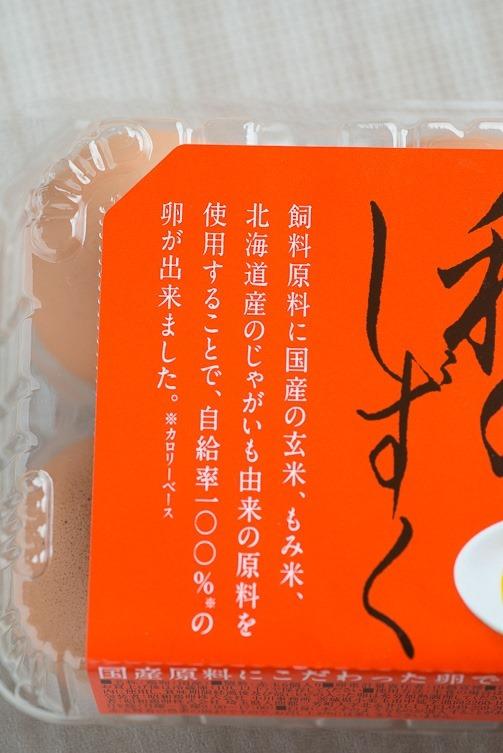 しずく
飼料原料に国産の玄米、もみ米、
北海道産のじゃがいも由来の原料を
使用することで、自給率一〇〇%※の
卵が出来ました。※カロリーベース
国産原料にこだわった卵で